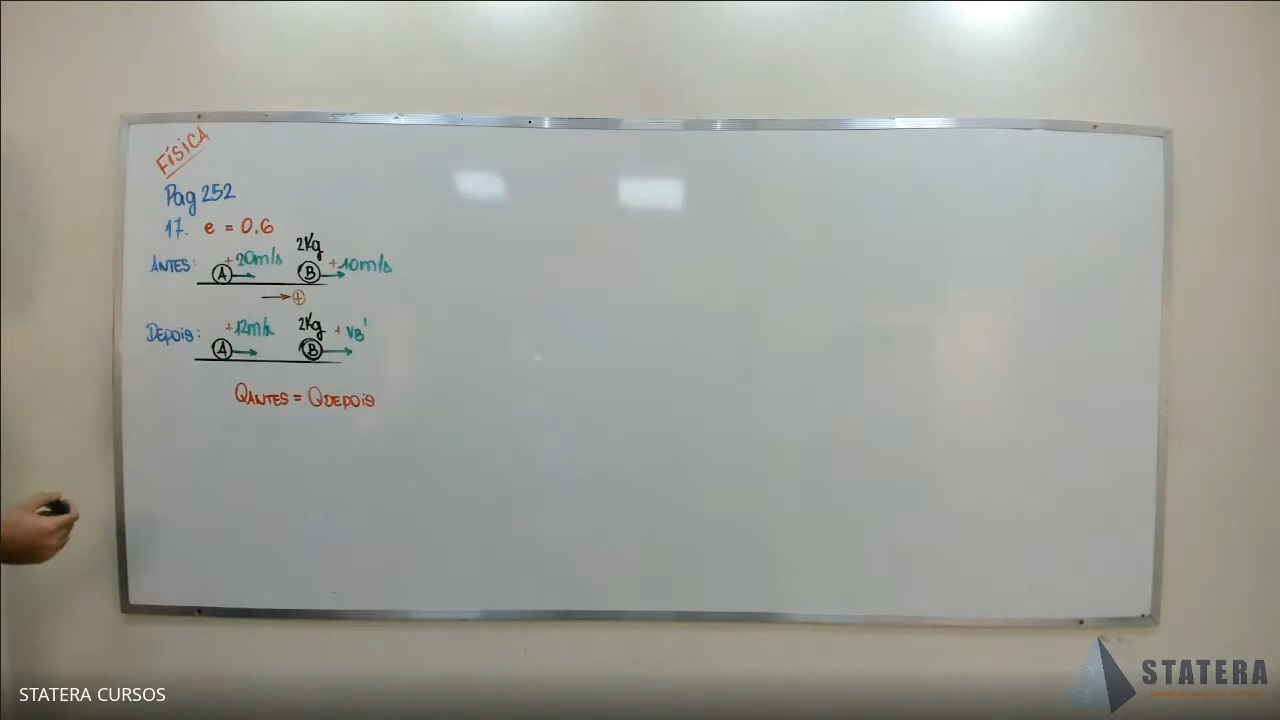 FÍSICA
Pag 252
17. e = 0.6
2Kg
ANTES: +20m/s +10m/s
A B
→ +
2Kg
DEPOIS: +12m/s + VB'
A B
QANTES = QDEPOIS
STATERA
STATERA CURSOS